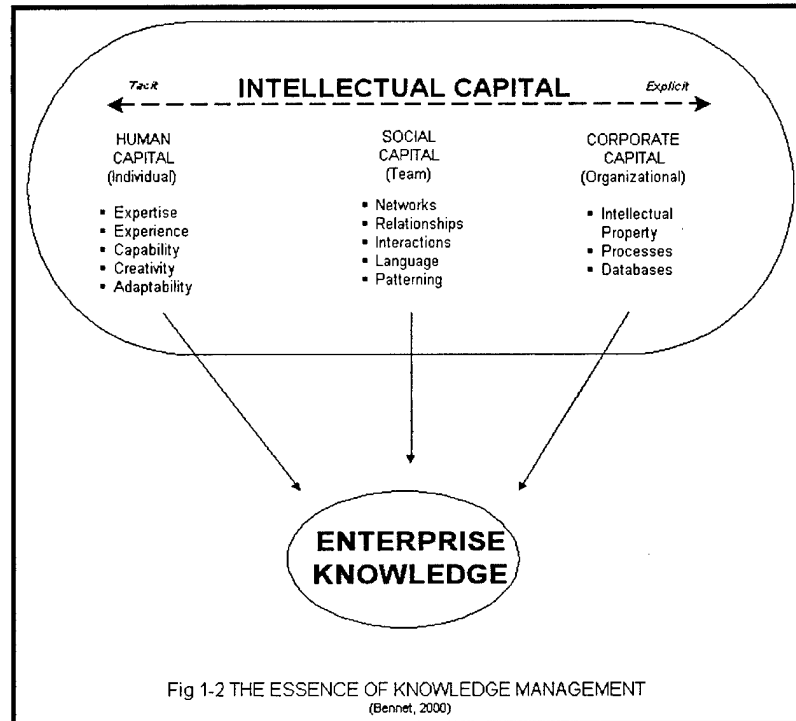 Tacit
INTELLECTUAL CAPITAL
Explicit
HUMAN
CAPITAL
(Individual)
▪ Expertise
▪ Experience
▪ Capability
▪ Creativity
▪ Adaptability
SOCIAL
CAPITAL
(Team)
▪ Networks
▪ Relationships
▪ Interactions
▪ Language
▪ Patterning
CORPORATE
CAPITAL
(Organizational)
▪ Intellectual
Property
▪ Processes
▪ Databases
ENTERPRISE
KNOWLEDGE
Fig 1-2 THE ESSENCE OF KNOWLEDGE MANAGEMENT
(Bennet, 2000)